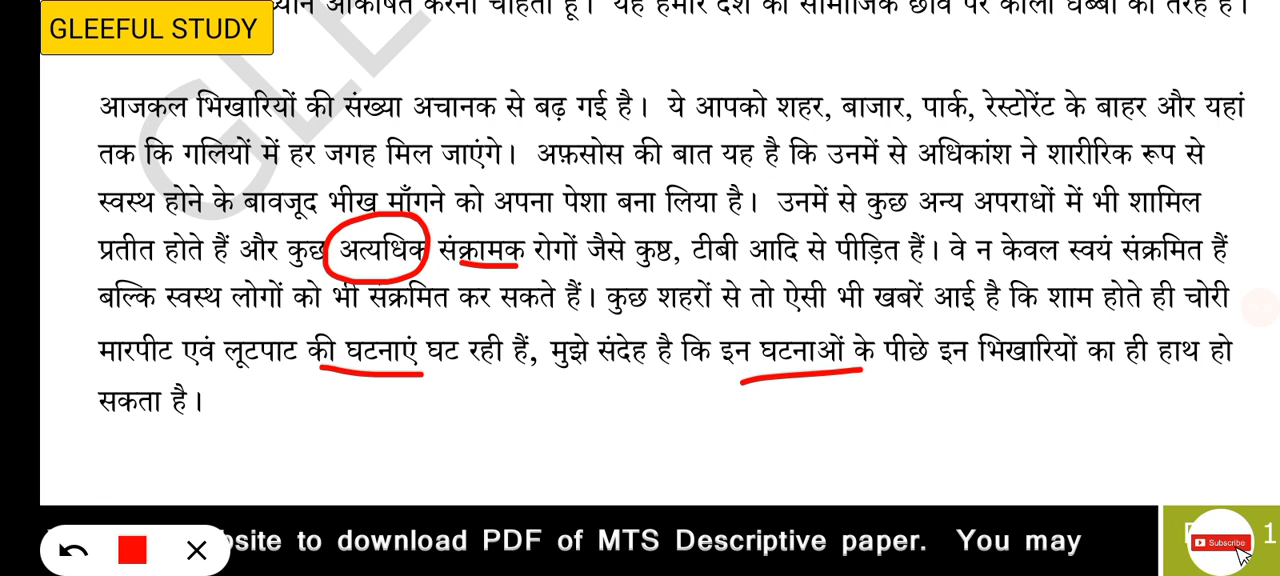 GLEEFUL STUDY
आजकल भिखारियों की संख्या अचानक से बढ़ गई है। ये आपको शहर, बाजार, पार्क, रेस्टोरेंट के बाहर और यहां
तक कि गलियों में हर जगह मिल जाएंगे। अफ़सोस की बात यह है कि उनमें से अधिकांश ने शारीरिक रूप से
स्वस्थ होने के बावजूद भीख माँगने को अपना पेशा बना लिया है। उनमें से कुछ अन्य अपराधों में भी शामिल
प्रतीत होते हैं और कुछ अत्यधिक संक्रामक रोगों जैसे कुष्ठ, टीबी आदि से पीड़ित हैं। वे न केवल स्वयं संक्रमित हैं
बल्कि स्वस्थ लोगों को भी संक्रमित कर सकते हैं। कुछ शहरों से तो ऐसी भी खबरें आई है कि शाम होते ही चोरी
मारपीट एवं लूटपाट की घटनाएं घट रही हैं, मुझे संदेह है कि इन घटनाओं के पीछे इन भिखारियों का ही हाथ हो
सकता है।
to download PDF of MTS Descriptive paper. You may
Subscribe
1